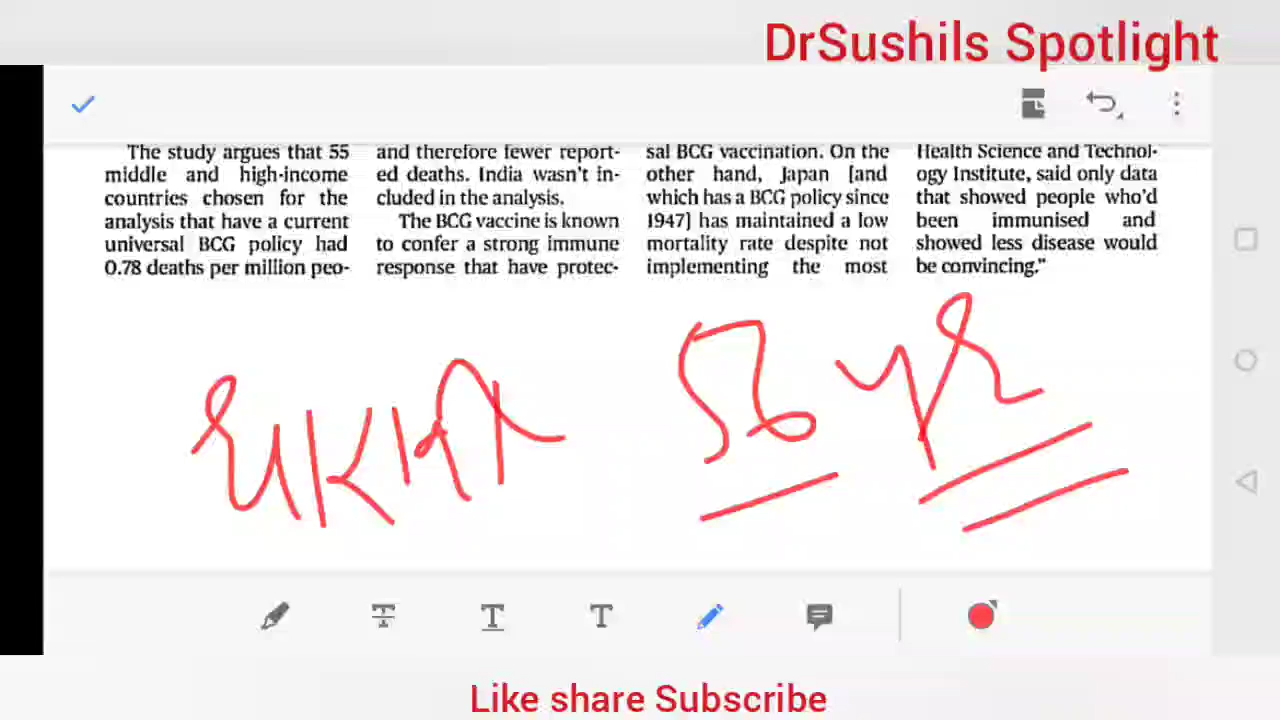 DrSushils Spotlight
The study argues that 55
middle and high-income
countries chosen for the
analysis that have a current
universal BCG policy had
0.78 deaths per million peo-
and therefore fewer report-
ed deaths. India wasn't in-
cluded in the analysis.
The BCG vaccine is known
to confer a strong immune
response that have protec-
sal BCG vaccination. On the
other hand, Japan [and
which has a BCG policy since
1947] has maintained a low
mortality rate despite not
implementing the most
Health Science and Technol-
ogy Institute, said only data
that showed people who'd
been immunised and
showed less disease would
be convincing."
56 yr
T T T
Like share Subscribe